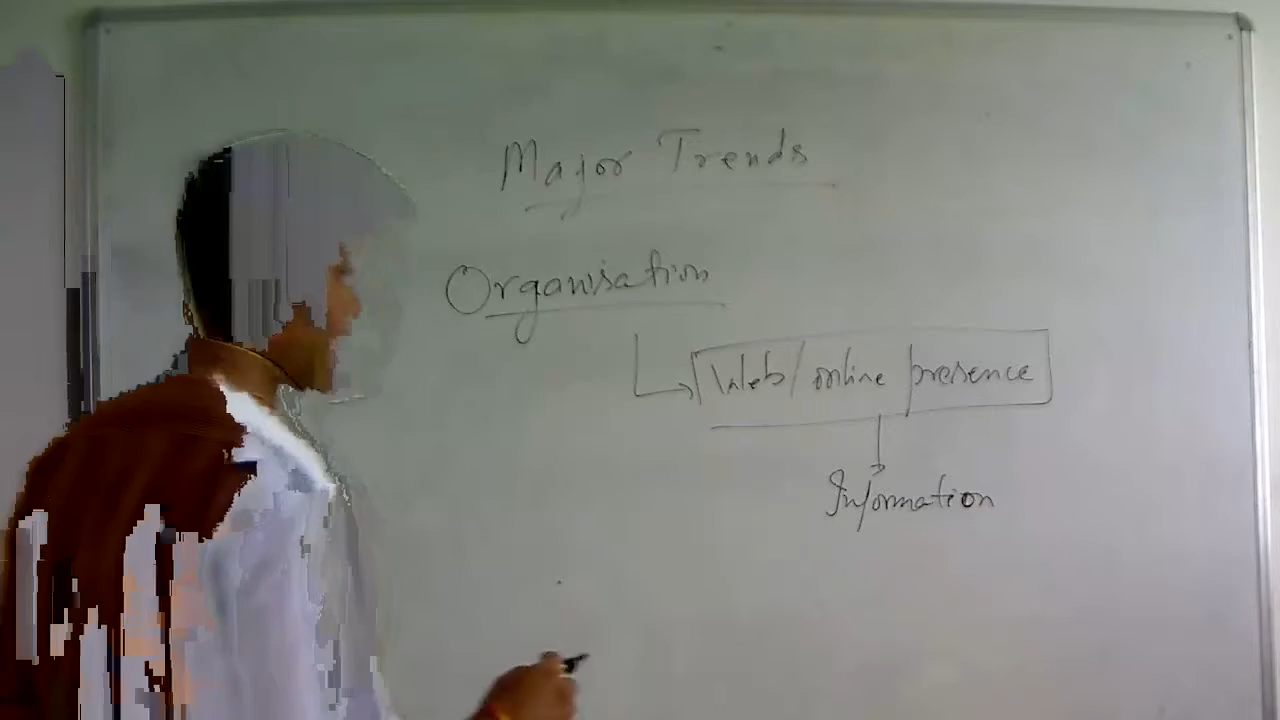 Major Trends
Organisation
Web/ online presence
Information